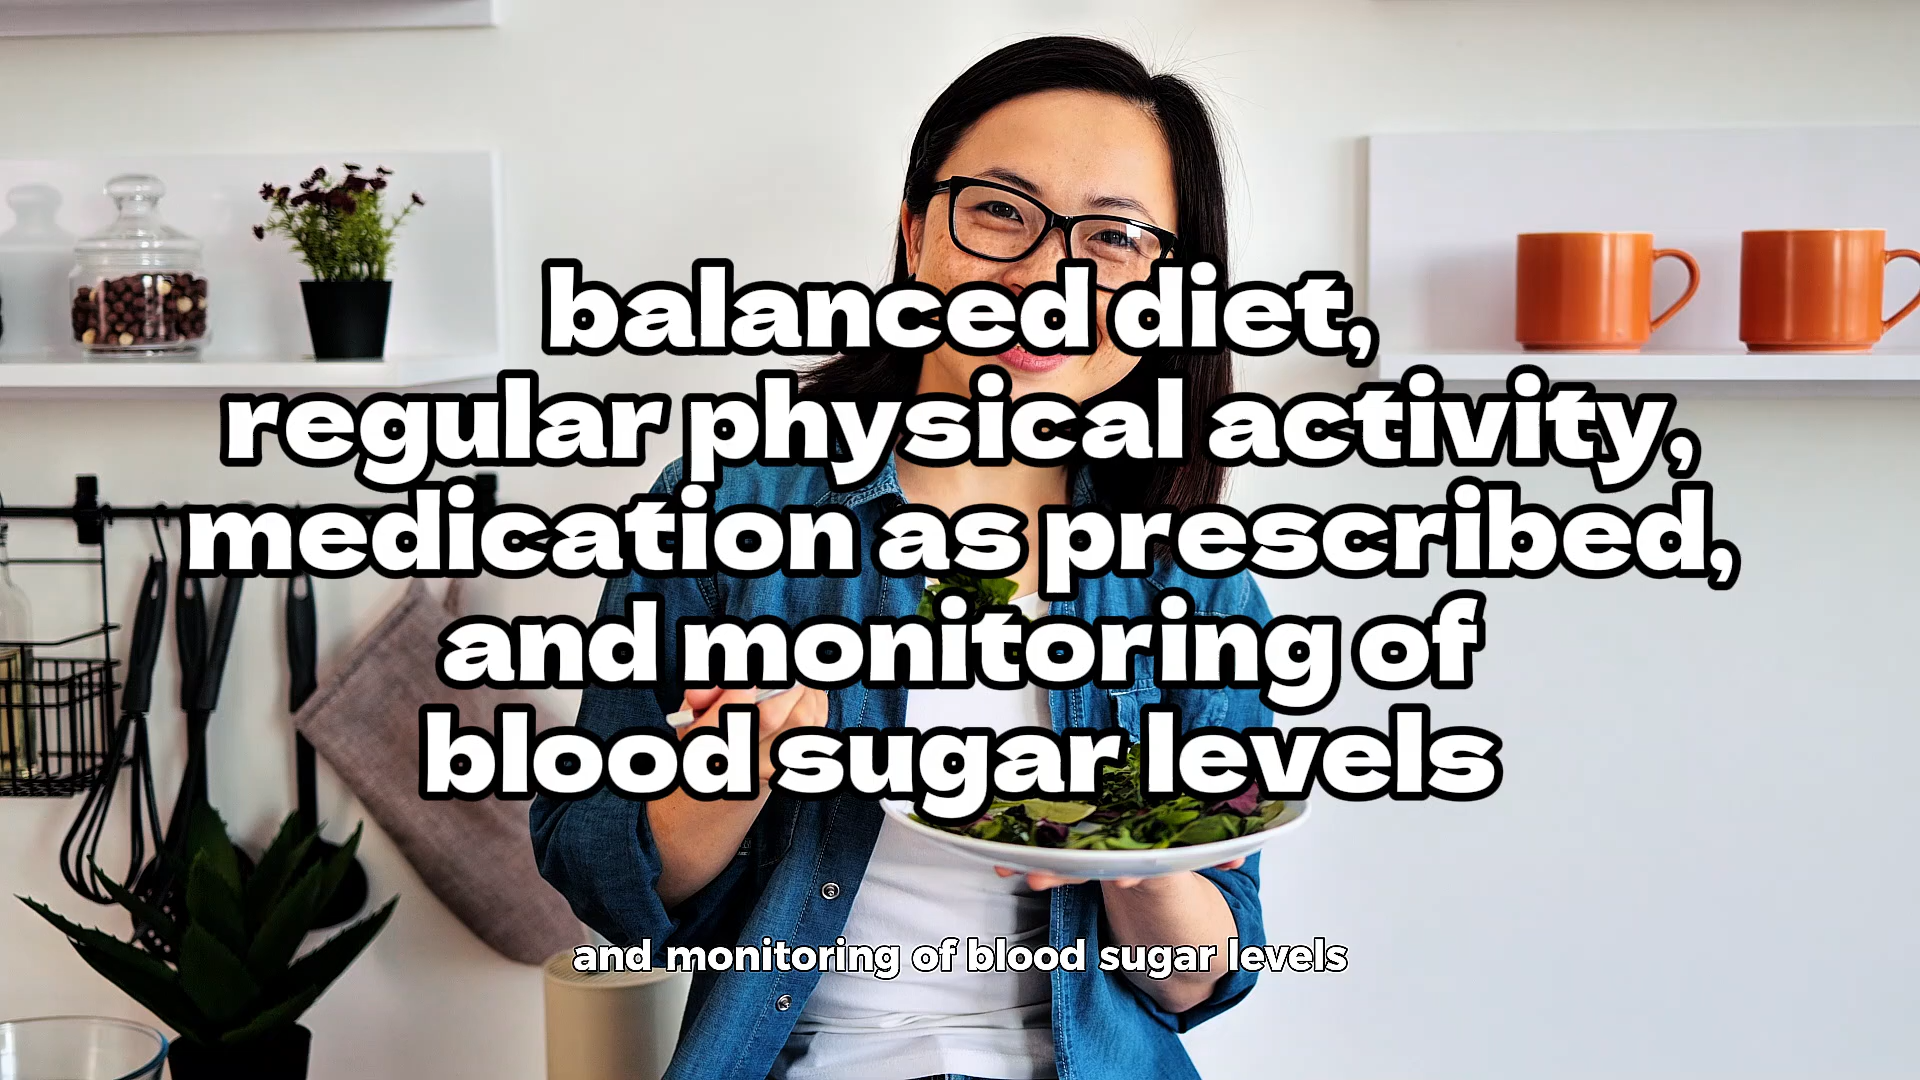 balanced diet,
regular physical activity,
medication as prescribed,
and monitoring of
blood sugar levels
and monitoring of blood sugar levels